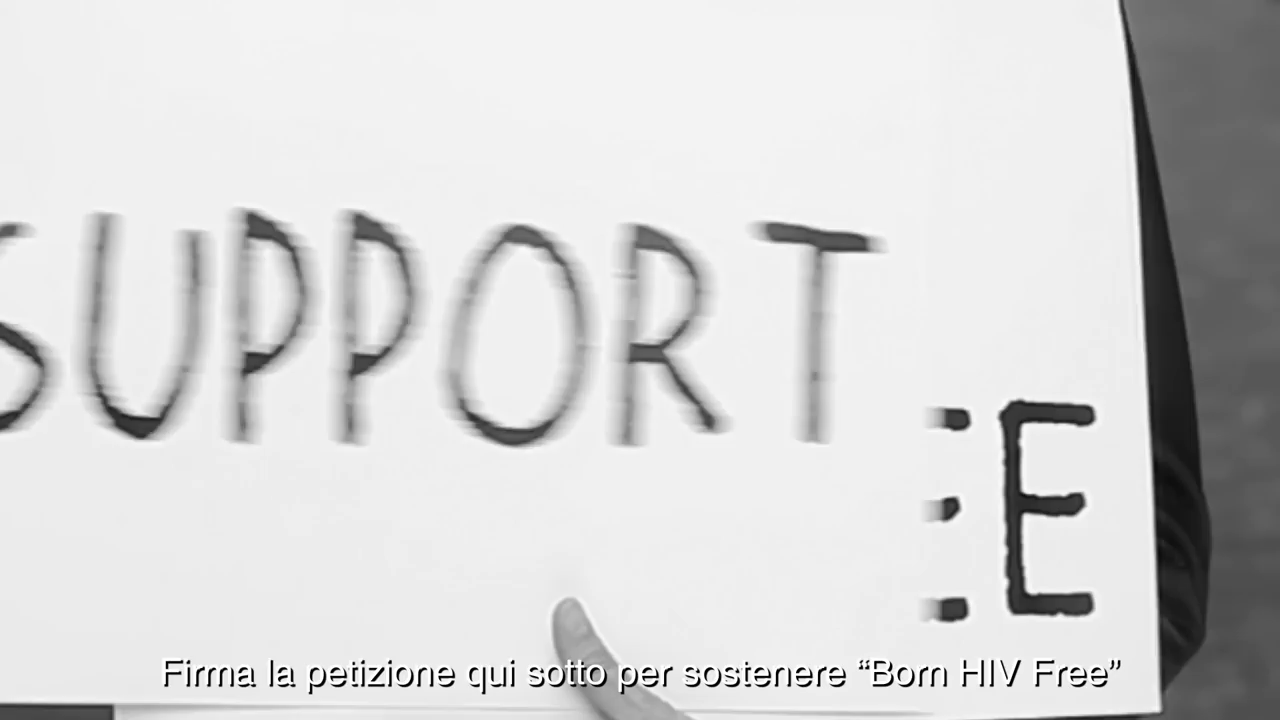 SUPPORT
E
Firma la petizione qui sotto per sostenere “Born HIV Free”